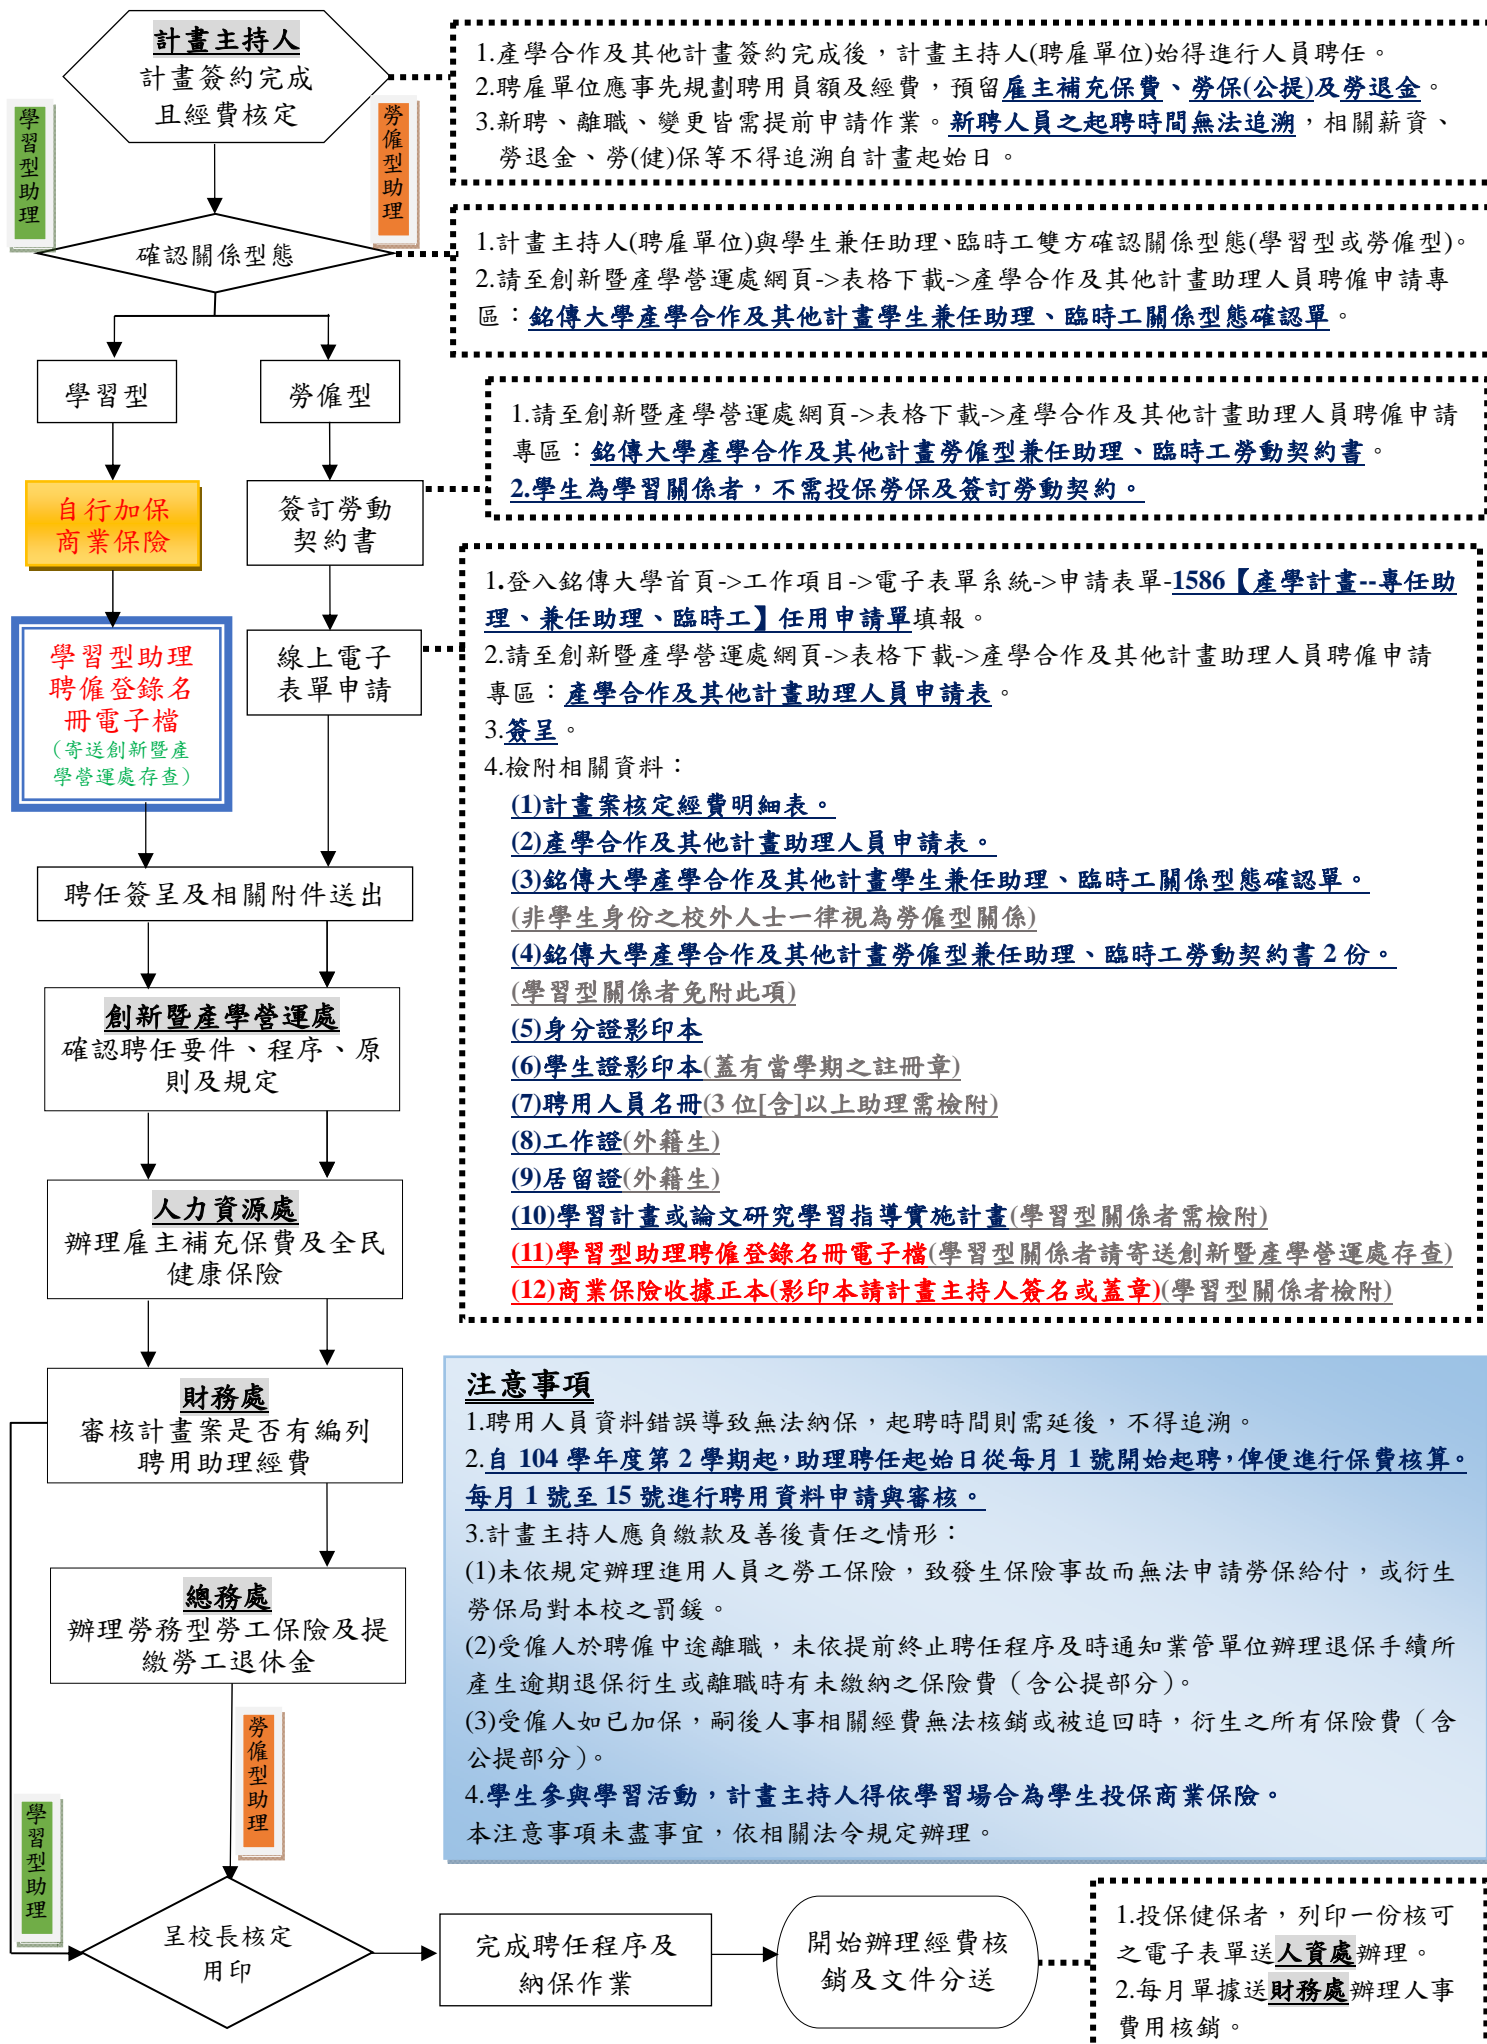 計畫主持人
計畫簽約完成
且經費核定
學習型助理
勞僱型助理
1.產學合作及其他計畫簽約完成後，計畫主持人(聘雇單位)始得進行人員聘任。
2.聘雇單位應事先規劃聘用員額及經費，預留雇主補充保費、勞保(公提)及勞退金。
3.新聘、離職、變更皆需提前申請作業。新聘人員之起聘時間無法追溯，相關薪資、
勞退金、勞(健)保等不得追溯自計畫起始日。
確認關係型態
1.計畫主持人(聘雇單位)與學生兼任助理、臨時工雙方確認關係型態(學習型或勞僱型)。
2.請至創新暨產學營運處網頁->表格下載->產學合作及其他計畫助理人員聘僱申請專
區：銘傳大學產學合作及其他計畫學生兼任助理、臨時工關係型態確認單。
學習型
勞僱型
1.請至創新暨產學營運處網頁->表格下載->產學合作及其他計畫助理人員聘僱申請
專區：銘傳大學產學合作及其他計畫勞僱型兼任助理、臨時工勞動契約書。
2.學生為學習關係者，不需投保勞保及簽訂勞動契約。
自行加保
商業保險
簽訂勞動
契約書
1.登入銘傳大學首頁->工作項目->電子表單系統->申請表單-1586【產學計畫--專任助
理、兼任助理、臨時工】任用申請單填報。
2.請至創新暨產學營運處網頁->表格下載->產學合作及其他計畫助理人員聘僱申請
專區：產學合作及其他計畫助理人員申請表。
3.簽呈。
4.檢附相關資料：
(1)計畫案核定經費明細表。
(2)產學合作及其他計畫助理人員申請表。
(3)銘傳大學產學合作及其他計畫學生兼任助理、臨時工關係型態確認單。
(非學生身份之校外人士一律視為勞僱型關係)
(4)銘傳大學產學合作及其他計畫勞僱型兼任助理、臨時工勞動契約書 2 份。
(學習型關係者免附此項)
(5)身分證影印本
(6)學生證影印本(蓋有當學期之註冊章)
(7)聘用人員名冊(3 位[含]以上助理需檢附)
(8)工作證(外籍生)
(9)居留證(外籍生)
(10)學習計畫或論文研究學習指導實施計畫(學習型關係者需檢附)
(11)學習型助理聘僱登錄名冊電子檔(學習型關係者請寄送創新暨產學營運處存查)
(12)商業保險收據正本(影印本請計畫主持人簽名或蓋章)(學習型關係者檢附)
學習型助理
聘僱登錄名
冊電子檔
（寄送創新暨產
學營運處存查）
線上電子
表單申請
聘任簽呈及相關附件送出
創新暨產學營運處
確認聘任要件、程序、原
則及規定
人力資源處
辦理雇主補充保費及全民
健康保險
財務處
審核計畫案是否有編列
聘用助理經費
總務處
辦理勞務型勞工保險及提
繳勞工退休金
勞僱型助理
學習型助理
注意事項
1.聘用人員資料錯誤導致無法納保，起聘時間則需延後，不得追溯。
2.自 104 學年度第 2 學期起，助理聘任起始日從每月 1 號開始起聘，俾便進行保費核算。
每月 1 號至 15 號進行聘用資料申請與審核。
3.計畫主持人應負繳款及善後責任之情形：
(1)未依規定辦理進用人員之勞工保險，致發生保險事故而無法申請勞保給付，或衍生
勞保局對本校之罰鍰。
(2)受僱人於聘僱中途離職，未依提前終止聘任程序及時通知業管單位辦理退保手續所
產生逾期退保衍生或離職時有未繳納之保險費（含公提部分）。
(3)受僱人如已加保，嗣後人事相關經費無法核銷或被追回時，衍生之所有保險費（含
公提部分）。
4.學生參與學習活動，計畫主持人得依學習場合為學生投保商業保險。
本注意事項未盡事宜，依相關法令規定辦理。
呈校長核定
用印
完成聘任程序及
納保作業
開始辦理經費核
銷及文件分送
1.投保健保者，列印一份核可
之電子表單送人資處辦理。
2.每月單據送財務處辦理人事
費用核銷。